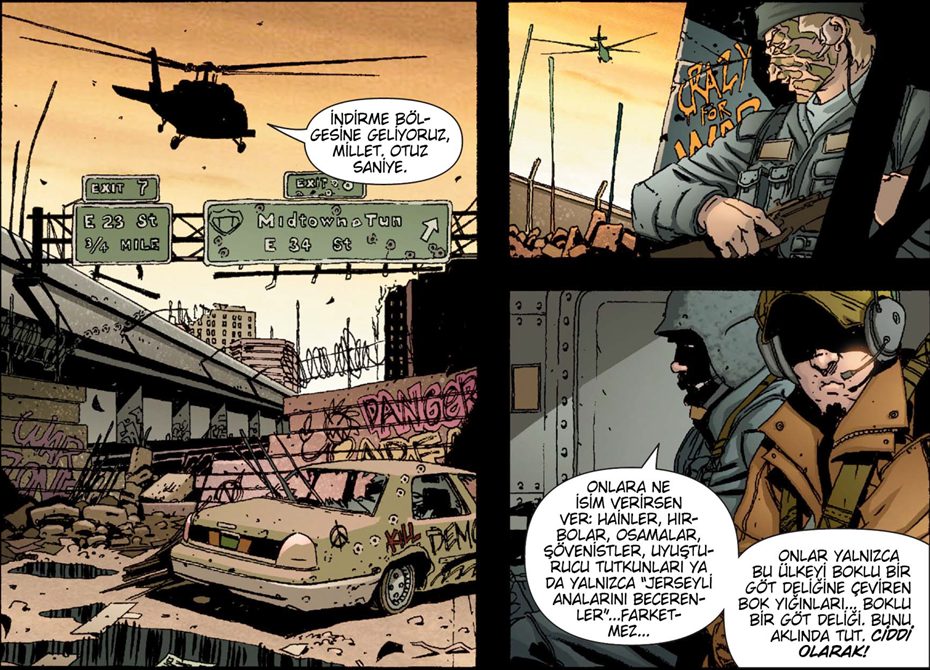 İNDİRME BÖL-
GESİNE GELİYORUZ,
MİLLET. OTUZ
SANİYE.
EXIT 7
EXIT 8
E 23 St
3/4 MILE
Midtown Tun
E 34 St
DANGER
KILL
DEMO
CRAZY
FOR
WAR
ONLARA NE
İSİM VERİRSEN
VER: HAİNLER, HIR-
BOLAR, OSAMALAR,
ŞÖVENİSTLER, UYUŞTU-
RUCU TUTKUNLARI YA
DA YALNIZCA "JERSEYLİ
ANALARINI BECEREN-
LER"...FARKET-
MEZ...
ONLAR YALNIZCA
BU ÜLKEYİ BOKLU BİR
GÖT DELİĞİNE ÇEVİREN
BOK YIĞINLARI... BOKLU
BİR GÖT DELİĞİ. BUNU
AKLINDA TUT. CİDDİ
OLARAK!